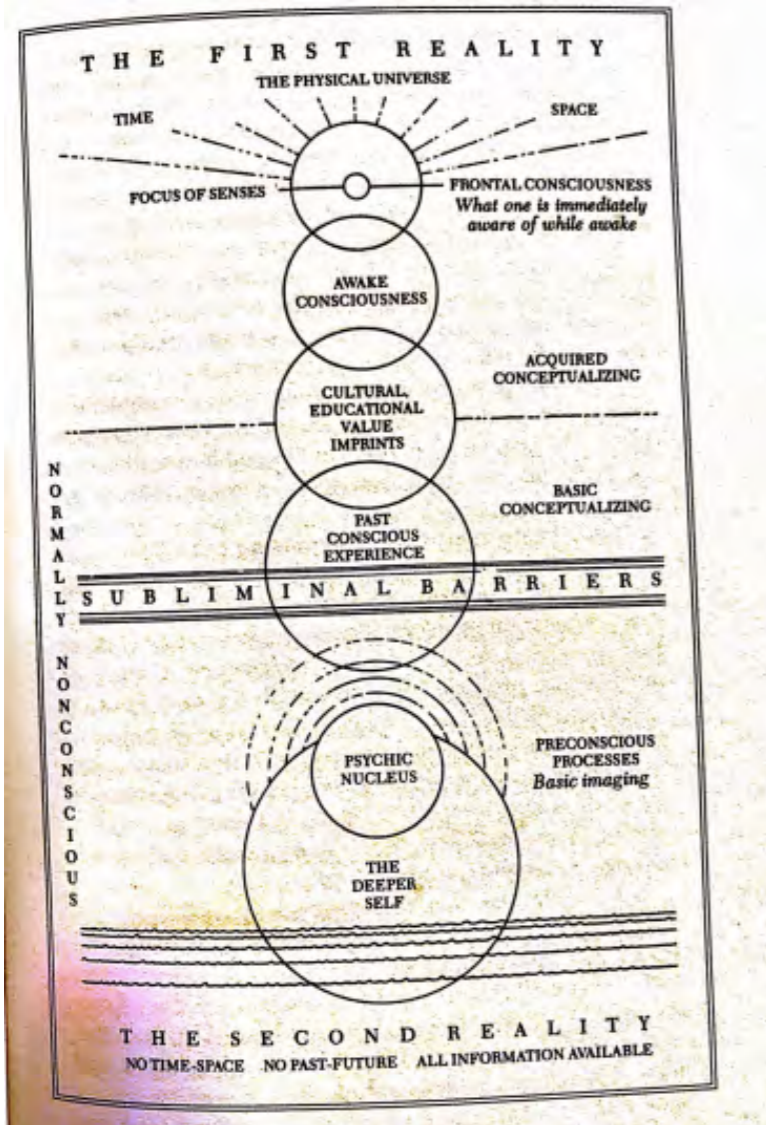 THE FIRST REALITY
THE PHYSICAL UNIVERSE
TIME
SPACE
FOCUS OF SENSES
FRONTAL CONSCIOUSNESS
What one is immediately
aware of while awake
AWAKE
CONSCIOUSNESS
ACQUIRED
CONCEPTUALIZING
CULTURAL,
EDUCATIONAL
VALUE
IMPRINTS
BASIC
CONCEPTUALIZING
PAST
CONSCIOUS
EXPERIENCE
NORMALLY NONCONSCIOUS
SUBLIMINAL BARRIERS
PSYCHIC
NUCLEUS
PRECONSCIOUS
PROCESSES
Basic imaging
THE
DEEPER
SELF
THE SECOND REALITY
NO TIME-SPACE NO PAST-FUTURE ALL INFORMATION AVAILABLE